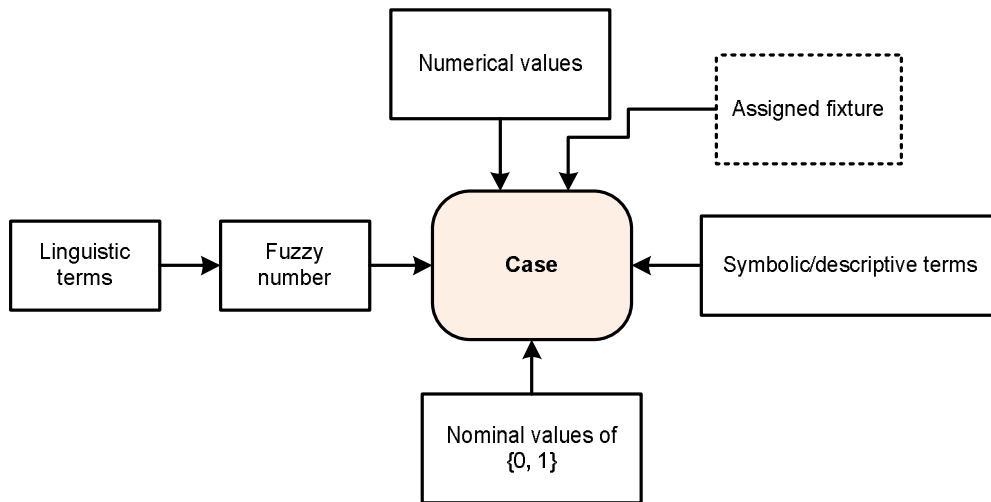 Numerical values
Assigned fixture
Linguistic
terms
Fuzzy
number
Case
Symbolic/descriptive terms
Nominal values of
{0, 1}